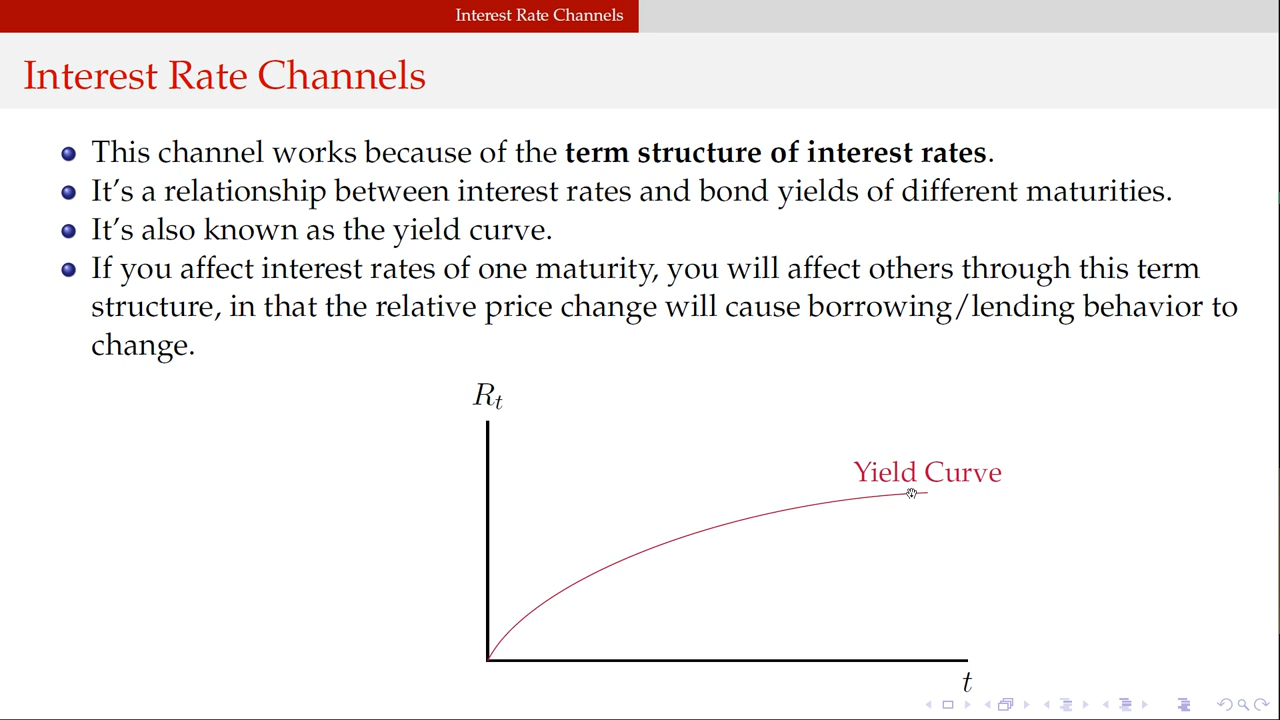 Interest Rate Channels
Interest Rate Channels
This channel works because of the term structure of interest rates.
It's a relationship between interest rates and bond yields of different maturities.
It's also known as the yield curve.
If you affect interest rates of one maturity, you will affect others through this term
structure, in that the relative price change will cause borrowing/lending behavior to
change.
R_t
Yield Curve
t